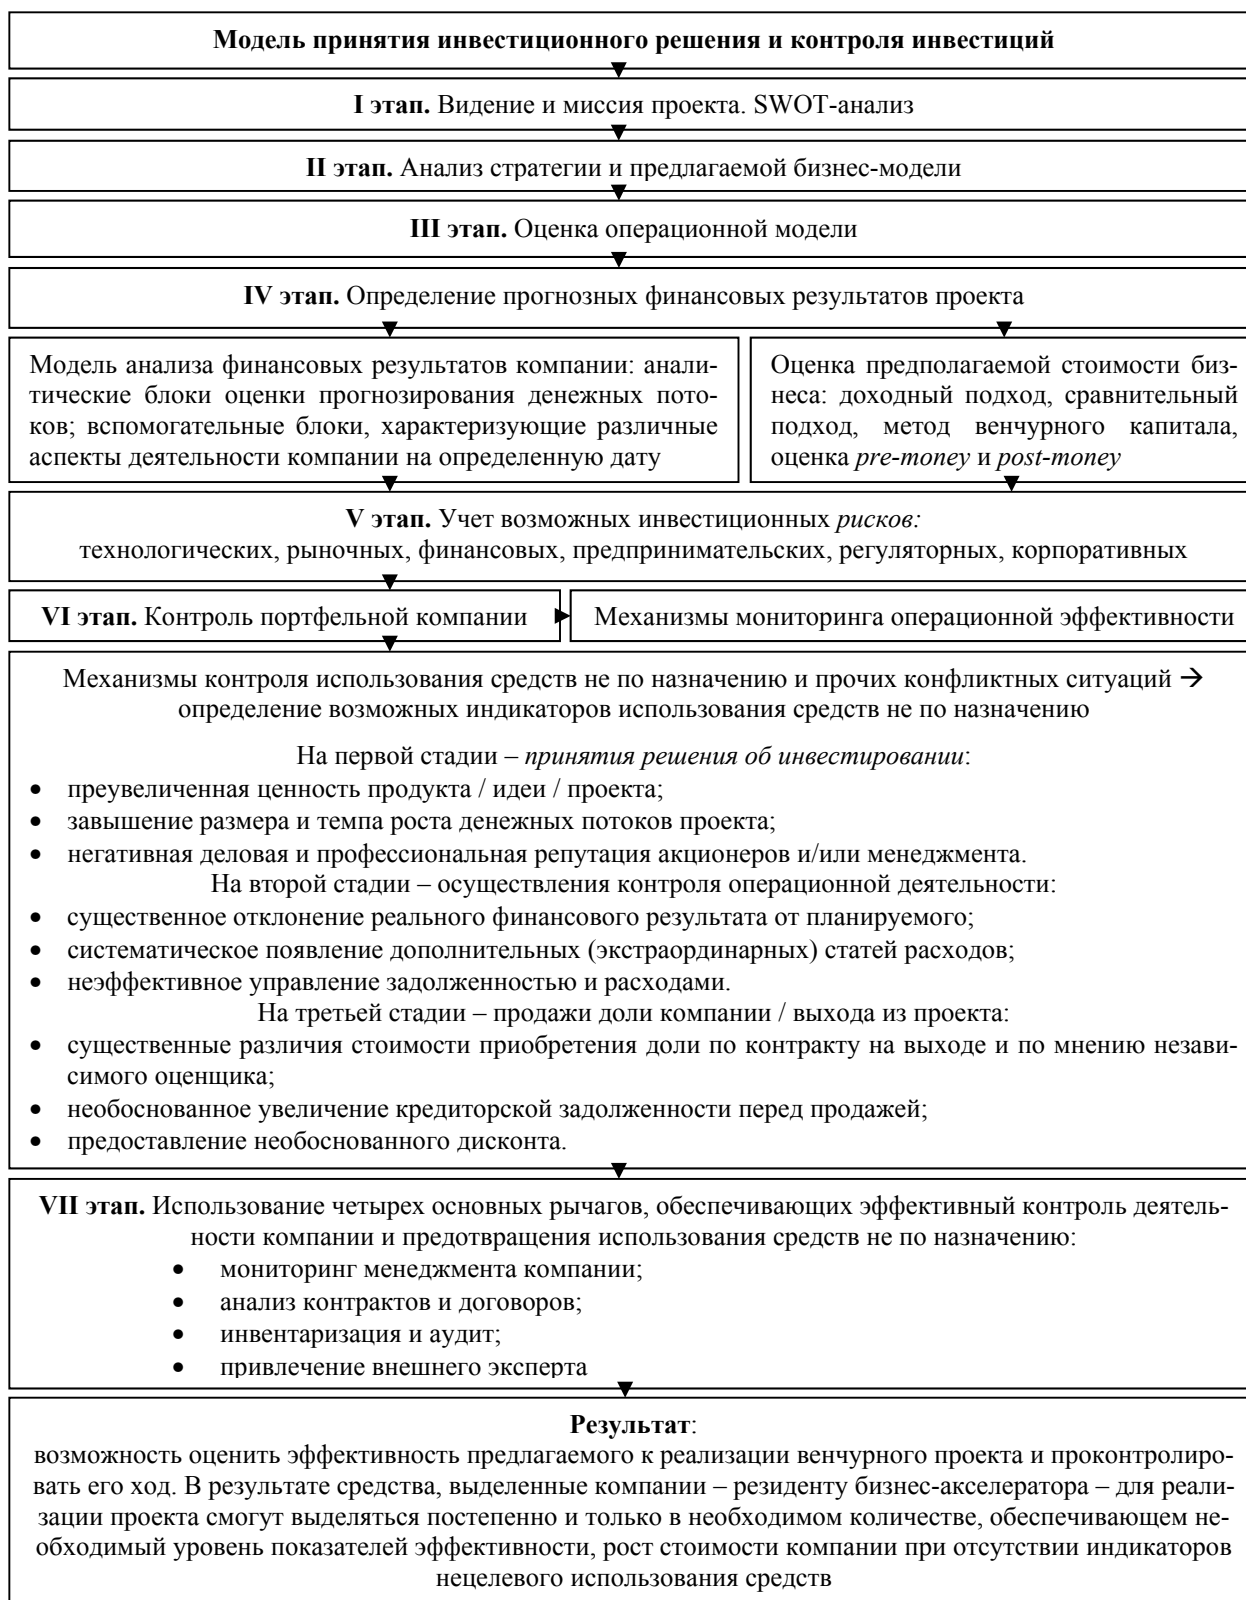 Модель принятия инвестиционного решения и контроля инвестиций
I этап. Видение и миссия проекта. SWOT-анализ
II этап. Анализ стратегии и предлагаемой бизнес-модели
III этап. Оценка операционной модели
IV этап. Определение прогнозных финансовых результатов проекта
Модель анализа финансовых результатов компании: анали-
тические блоки оценки прогнозирования денежных пото-
ков; вспомогательные блоки, характеризующие различные
аспекты деятельности компании на определенную дату
Оценка предполагаемой стоимости биз-
неса: доходный подход, сравнительный
подход, метод венчурного капитала,
оценка pre-money и post-money
V этап. Учет возможных инвестиционных рисков:
технологических, рыночных, финансовых, предпринимательских, регуляторных, корпоративных
VI этап. Контроль портфельной компании
Механизмы мониторинга операционной эффективности
Механизмы контроля использования средств не по назначению и прочих конфликтных ситуаций →
определение возможных индикаторов использования средств не по назначению
На первой стадии – принятия решения об инвестировании:
• преувеличенная ценность продукта / идеи / проекта;
• завышение размера и темпа роста денежных потоков проекта;
• негативная деловая и профессиональная репутация акционеров и/или менеджмента.
На второй стадии – осуществления контроля операционной деятельности:
• существенное отклонение реального финансового результата от планируемого;
• систематическое появление дополнительных (экстраординарных) статей расходов;
• неэффективное управление задолженностью и расходами.
На третьей стадии – продажи доли компании / выхода из проекта:
• существенные различия стоимости приобретения доли по контракту на выходе и по мнению незави-
симого оценщика;
• необоснованное увеличение кредиторской задолженности перед продажей;
• предоставление необоснованного дисконта.
VII этап. Использование четырех основных рычагов, обеспечивающих эффективный контроль деятель-
ности компании и предотвращения использования средств не по назначению:
• мониторинг менеджмента компании;
• анализ контрактов и договоров;
• инвентаризация и аудит;
• привлечение внешнего эксперта
Результат:
возможность оценить эффективность предлагаемого к реализации венчурного проекта и проконтролиро-
вать его ход. В результате средства, выделенные компании – резиденту бизнес-акселератора – для реали-
зации проекта смогут выделяться постепенно и только в необходимом количестве, обеспечивающем не-
обходимый уровень показателей эффективности, рост стоимости компании при отсутствии индикаторов
нецелевого использования средств